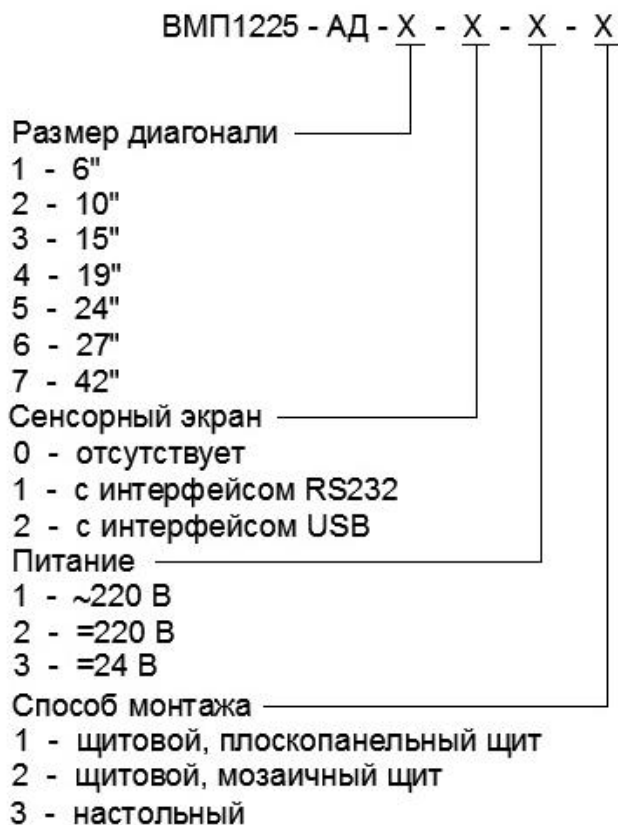 ВМП1225 - АД - X - X - X - X
Размер диагонали
1 - 6"
2 - 10"
3 - 15"
4 - 19"
5 - 24"
6 - 27"
7 - 42"
Сенсорный экран
0 - отсутствует
1 - с интерфейсом RS232
2 - с интерфейсом USB
Питание
1 - ~220 В
2 - =220 В
3 - =24 В
Способ монтажа
1 - щитовой, плоскопанельный щит
2 - щитовой, мозаичный щит
3 - настольный